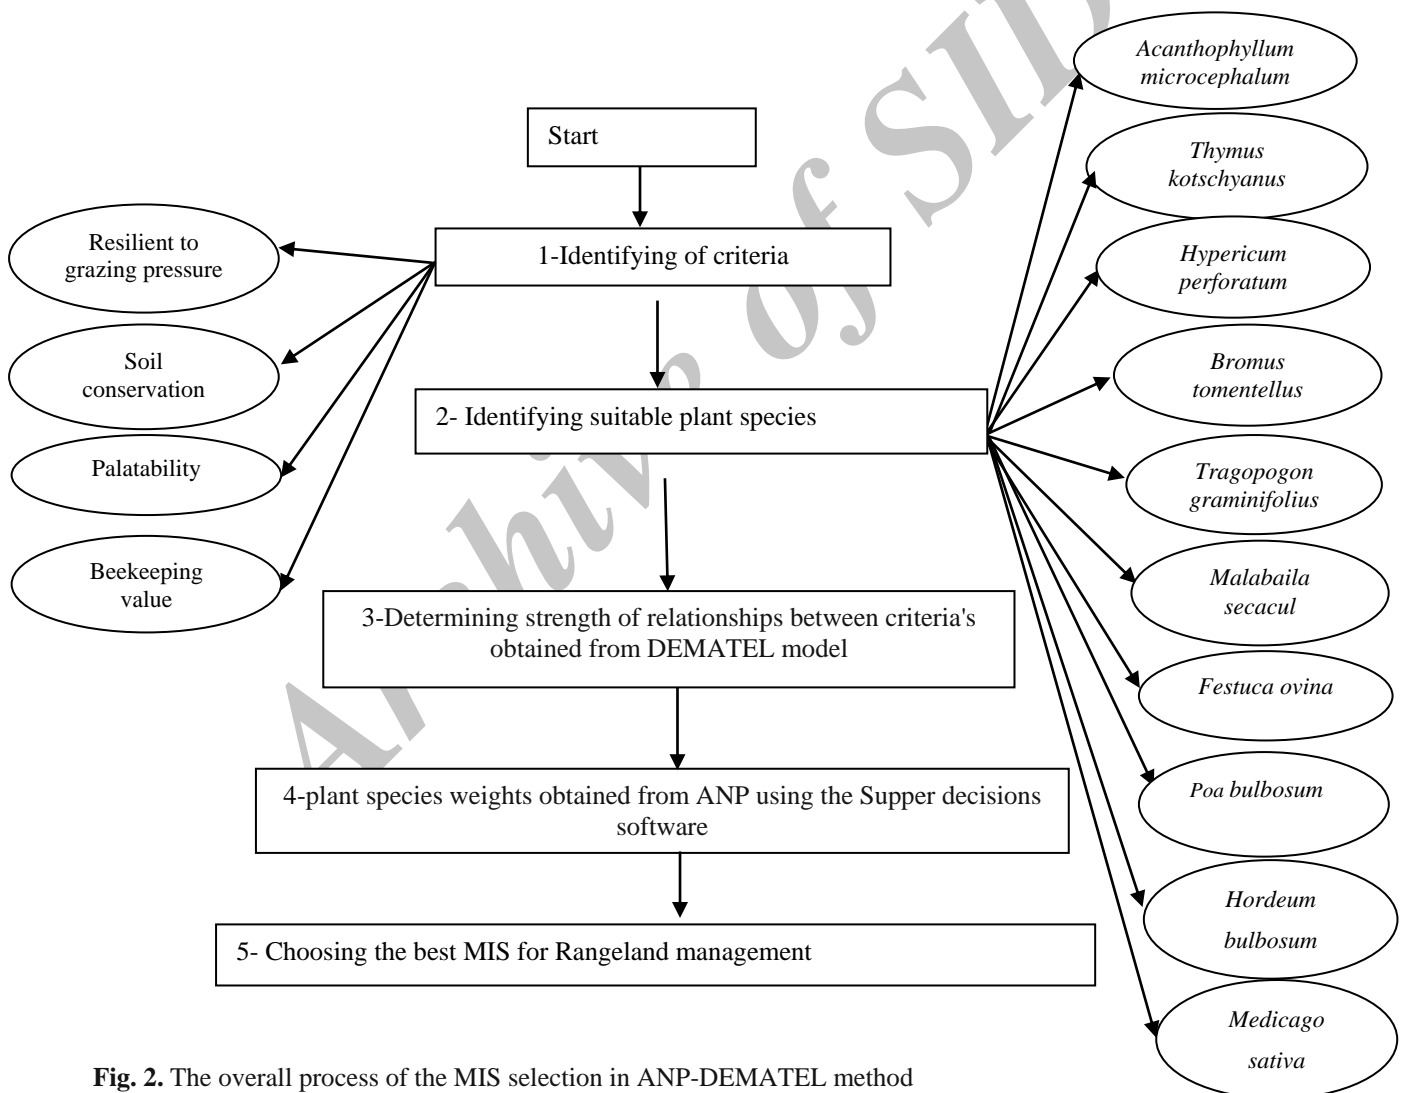 Start
1-Identifying of criteria
Resilient to
grazing pressure
Soil
conservation
Palatability
Beekeeping
value
2- Identifying suitable plant species
Acanthophyllum
microcephalum
Thymus
kotschyanus
Hypericum
perforatum
Bromus
tomentellus
Tragopogon
graminifolius
Malabaila
secacul
Festuca ovina
Poa bulbosum
Hordeum
bulbosum
Medicago
sativa
3-Determining strength of relationships between criteria's
obtained from DEMATEL model
4-plant species weights obtained from ANP using the Supper decisions
software
5- Choosing the best MIS for Rangeland management
Fig. 2. The overall process of the MIS selection in ANP-DEMATEL method
Archive of SID